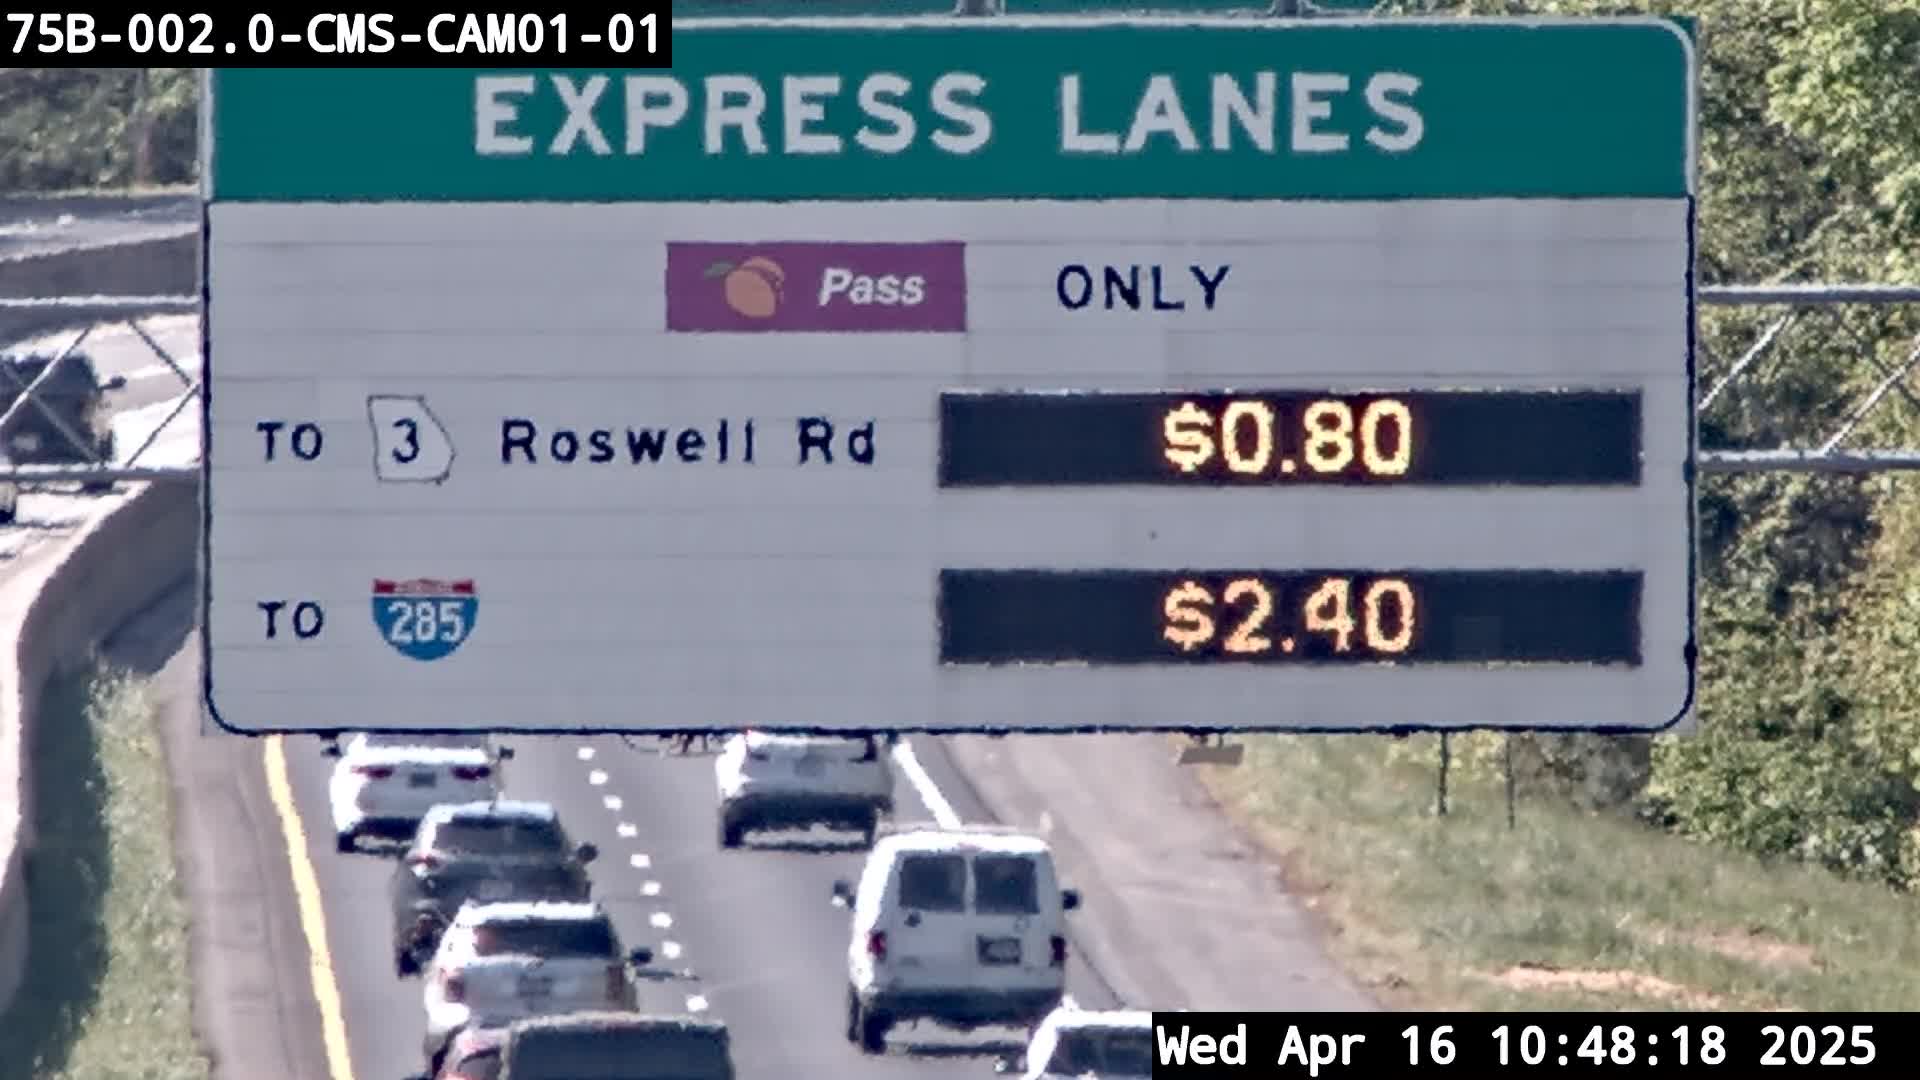 75B-002.0-CMS-CAM01-01
EXPRESS LANES
Pass ONLY
TO 3 Roswell Rd $0.80
TO 285 $2.40
Wed Apr 16 10:48:18 2025